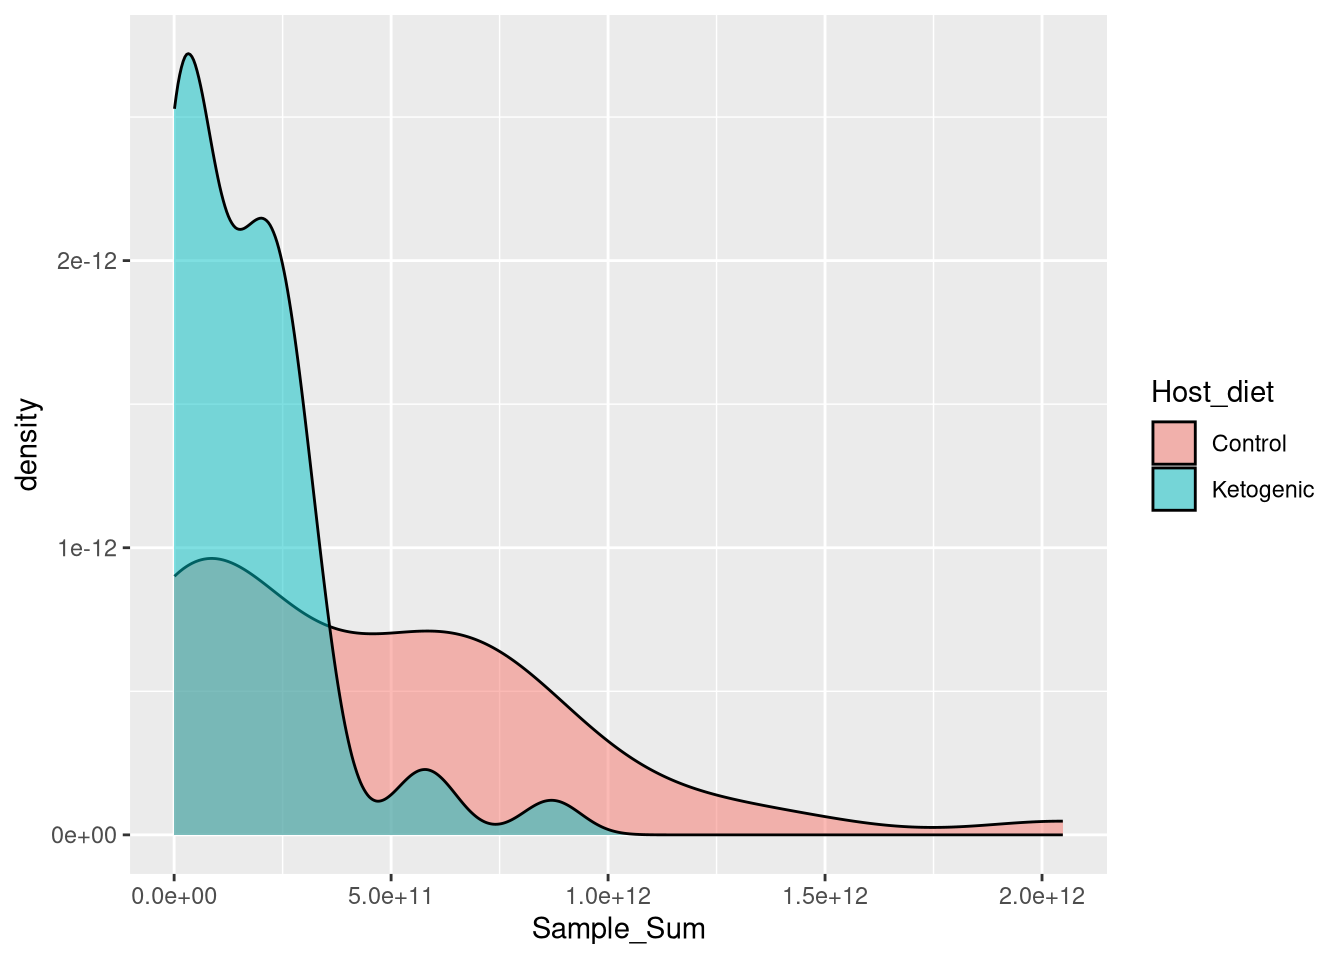 density
2e-12
1e-12
0e+00
0.0e+00
5.0e+11
1.0e+12
1.5e+12
2.0e+12
Sample_Sum
Host_diet
Control
Ketogenic